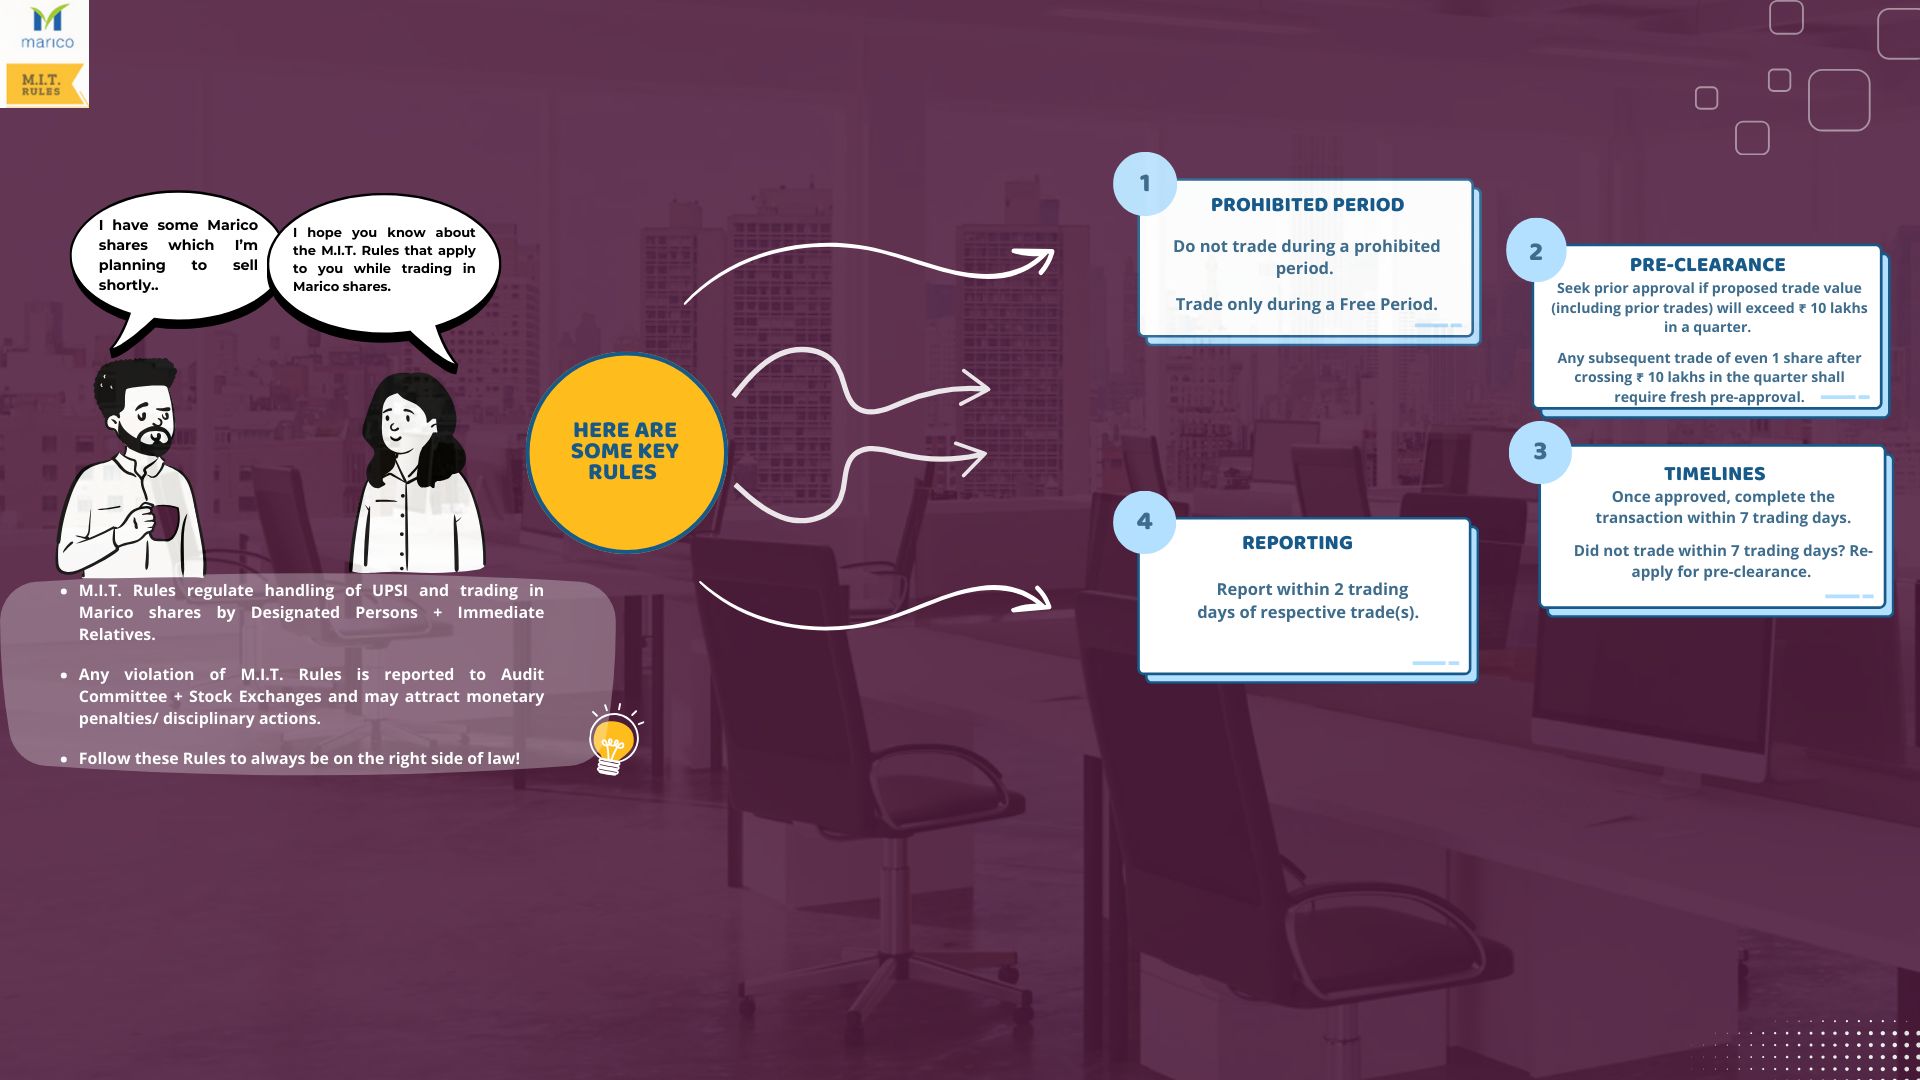 marico
M.I.T.
RULES
I have some Marico
shares which I'm
planning to sell
shortly..
I hope you know about
the M.I.T. Rules that apply
to you while trading in
Marico shares.
HERE ARE
SOME KEY
RULES
1
PROHIBITED PERIOD
Do not trade during a prohibited
period.
Trade only during a Free Period.
2
PRE-CLEARANCE
Seek prior approval if proposed trade value
(including prior trades) will exceed ₹ 10 lakhs
in a quarter.
Any subsequent trade of even 1 share after
crossing ₹ 10 lakhs in the quarter shall
require fresh pre-approval.
3
TIMELINES
Once approved, complete the
transaction within 7 trading days.
Did not trade within 7 trading days? Re-
apply for pre-clearance.
4
REPORTING
Report within 2 trading
days of respective trade(s).
• M.I.T. Rules regulate handling of UPSI and trading in
Marico shares by Designated Persons + Immediate
Relatives.
• Any violation of M.I.T. Rules is reported to Audit
Committee + Stock Exchanges and may attract monetary
penalties/ disciplinary actions.
• Follow these Rules to always be on the right side of law!